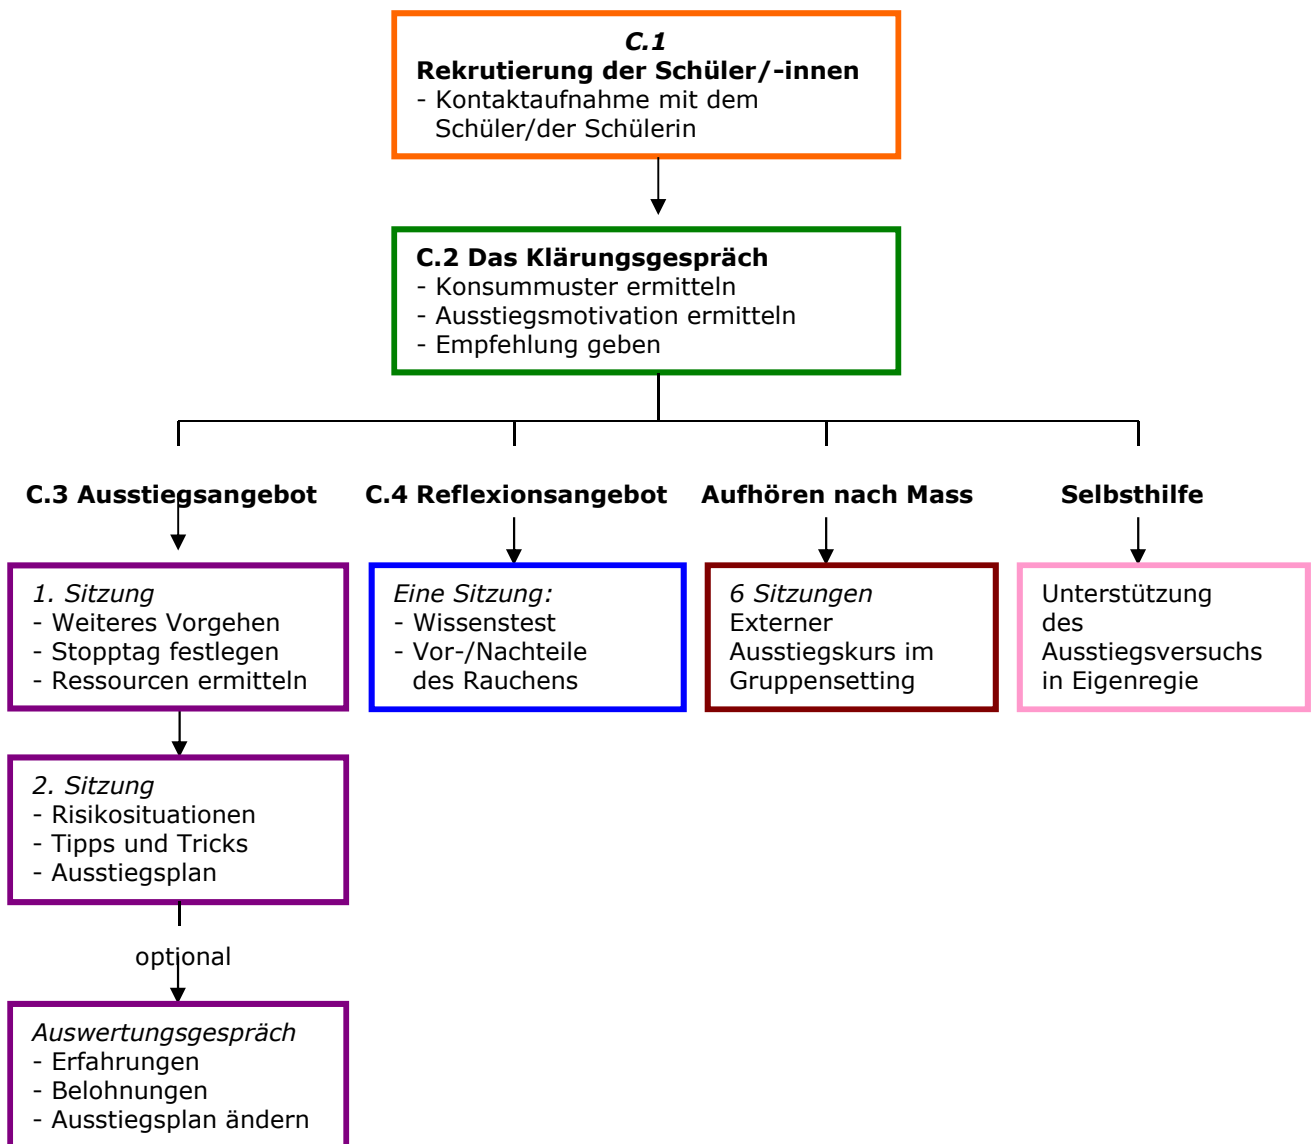 C.1
Rekrutierung der Schüler/-innen
- Kontaktaufnahme mit dem
Schüler/der Schülerin
C.2 Das Klärungsgespräch
- Konsummuster ermitteln
- Ausstiegsmotivation ermitteln
- Empfehlung geben
C.3 Ausstiegsangebot
1. Sitzung
- Weiteres Vorgehen
- Stopptag festlegen
- Ressourcen ermitteln
2. Sitzung
- Risikosituationen
- Tipps und Tricks
- Ausstiegsplan
optional
Auswertungsgespräch
- Erfahrungen
- Belohnungen
- Ausstiegsplan ändern
C.4 Reflexionsangebot
Eine Sitzung:
- Wissenstest
- Vor-/Nachteile
des Rauchens
Aufhören nach Mass
6 Sitzungen
Externer
Ausstiegskurs im
Gruppensetting
Selbsthilfe
Unterstützung
des
Ausstiegsversuchs
in Eigenregie